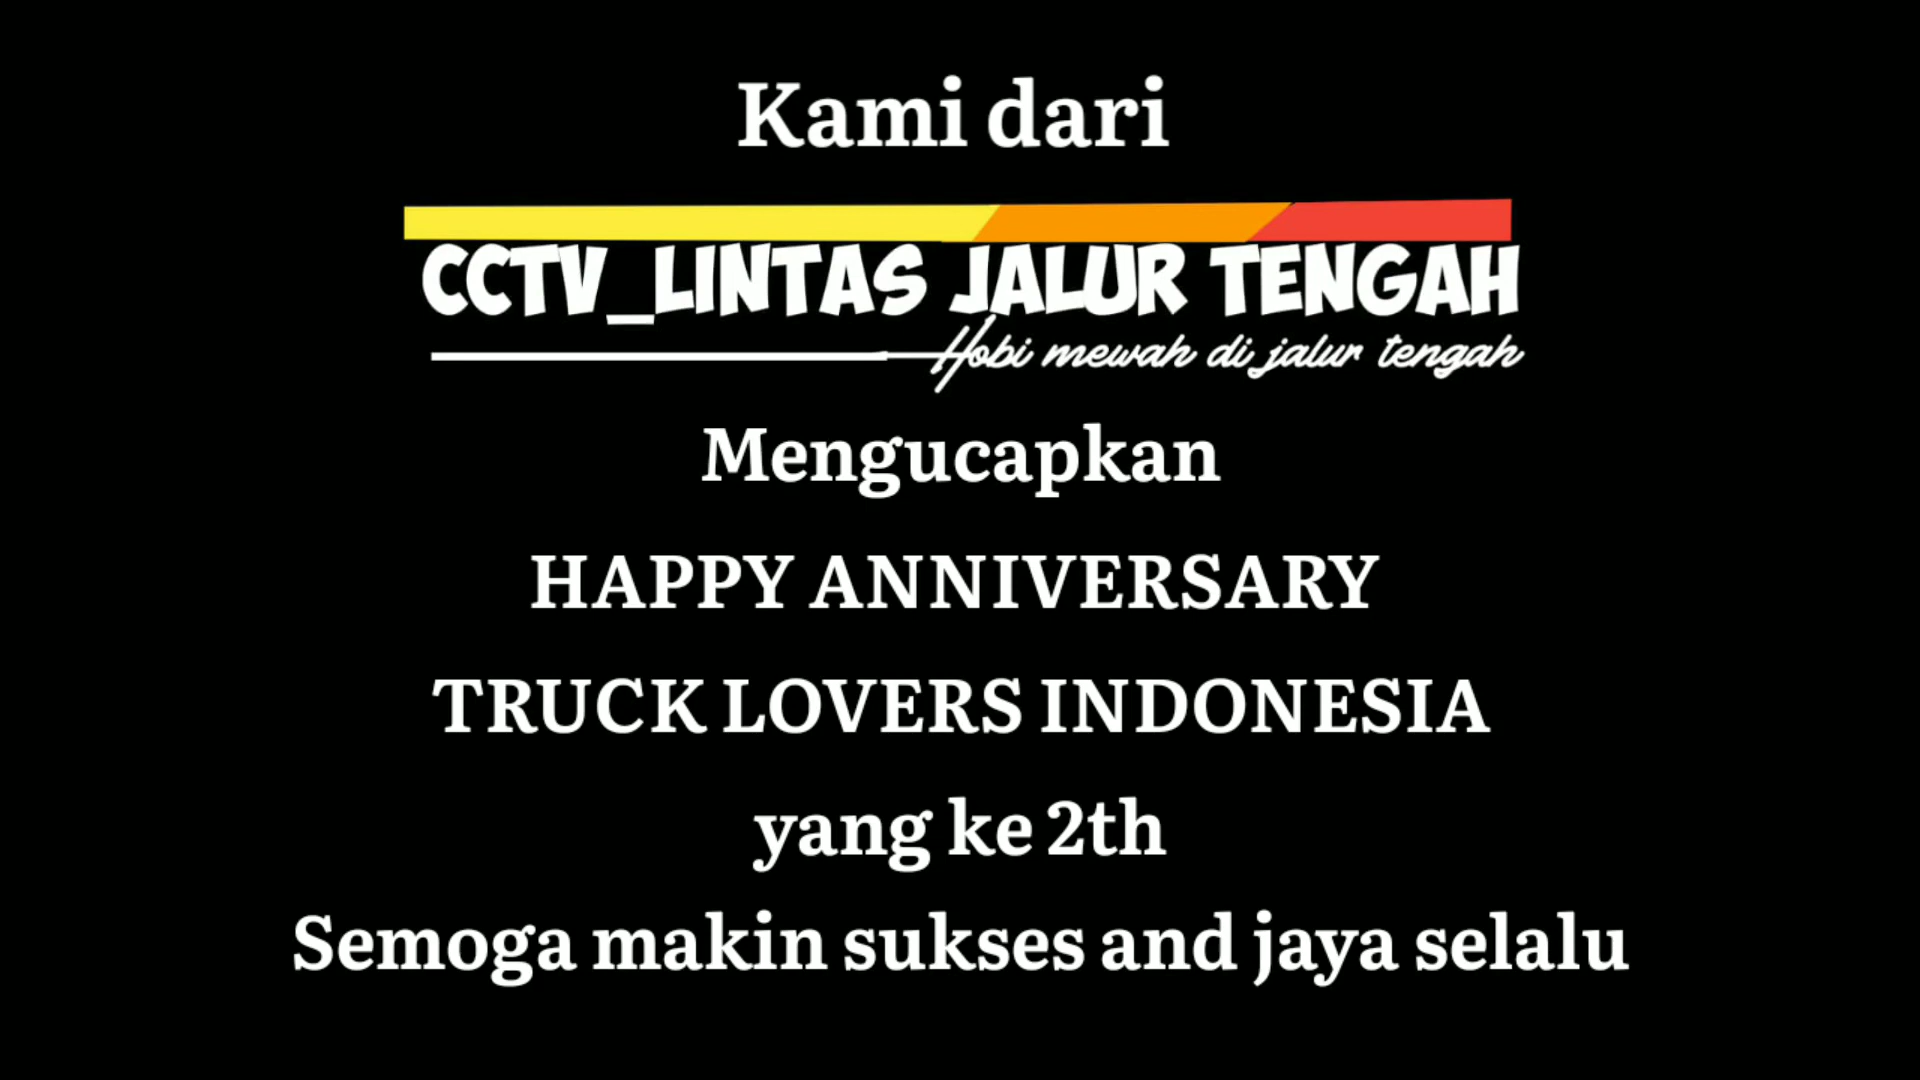 Kami dari
CCTV_LINTAS JALUR TENGAH
Hobi mewah di jalur tengah
Mengucapkan
HAPPY ANNIVERSARY
TRUCK LOVERS INDONESIA
yang ke 2th
Semoga makin sukses and jaya selalu